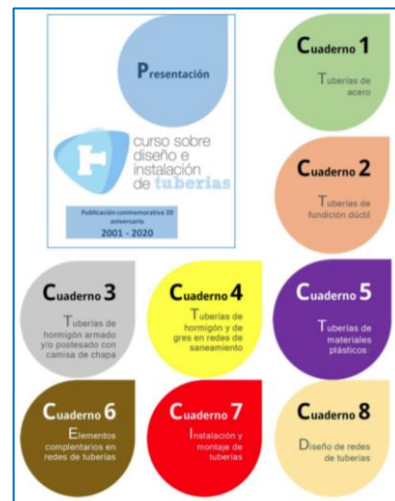 Presentación
curso sobre
diseño e
instalación
de tuberías
Publicación conmemorativa 20
aniversario
2001 - 2020
Cuaderno 1
Tuberías de
acero
Cuaderno 2
Tuberías de
fundición dúctil
Cuaderno 3
Tuberías de
hormigón armado
y/o postesado con
camisa de chapa
Cuaderno 4
Tuberías de
hormigón y de
gres en redes de
saneamiento
Cuaderno 5
Tuberías de
materiales
plásticos
Cuaderno 6
Elementos
complentarios en
redes de tuberías
Cuaderno 7
Instalación y
montaje de
tuberías
Cuaderno 8
Diseño de redes
de tuberías